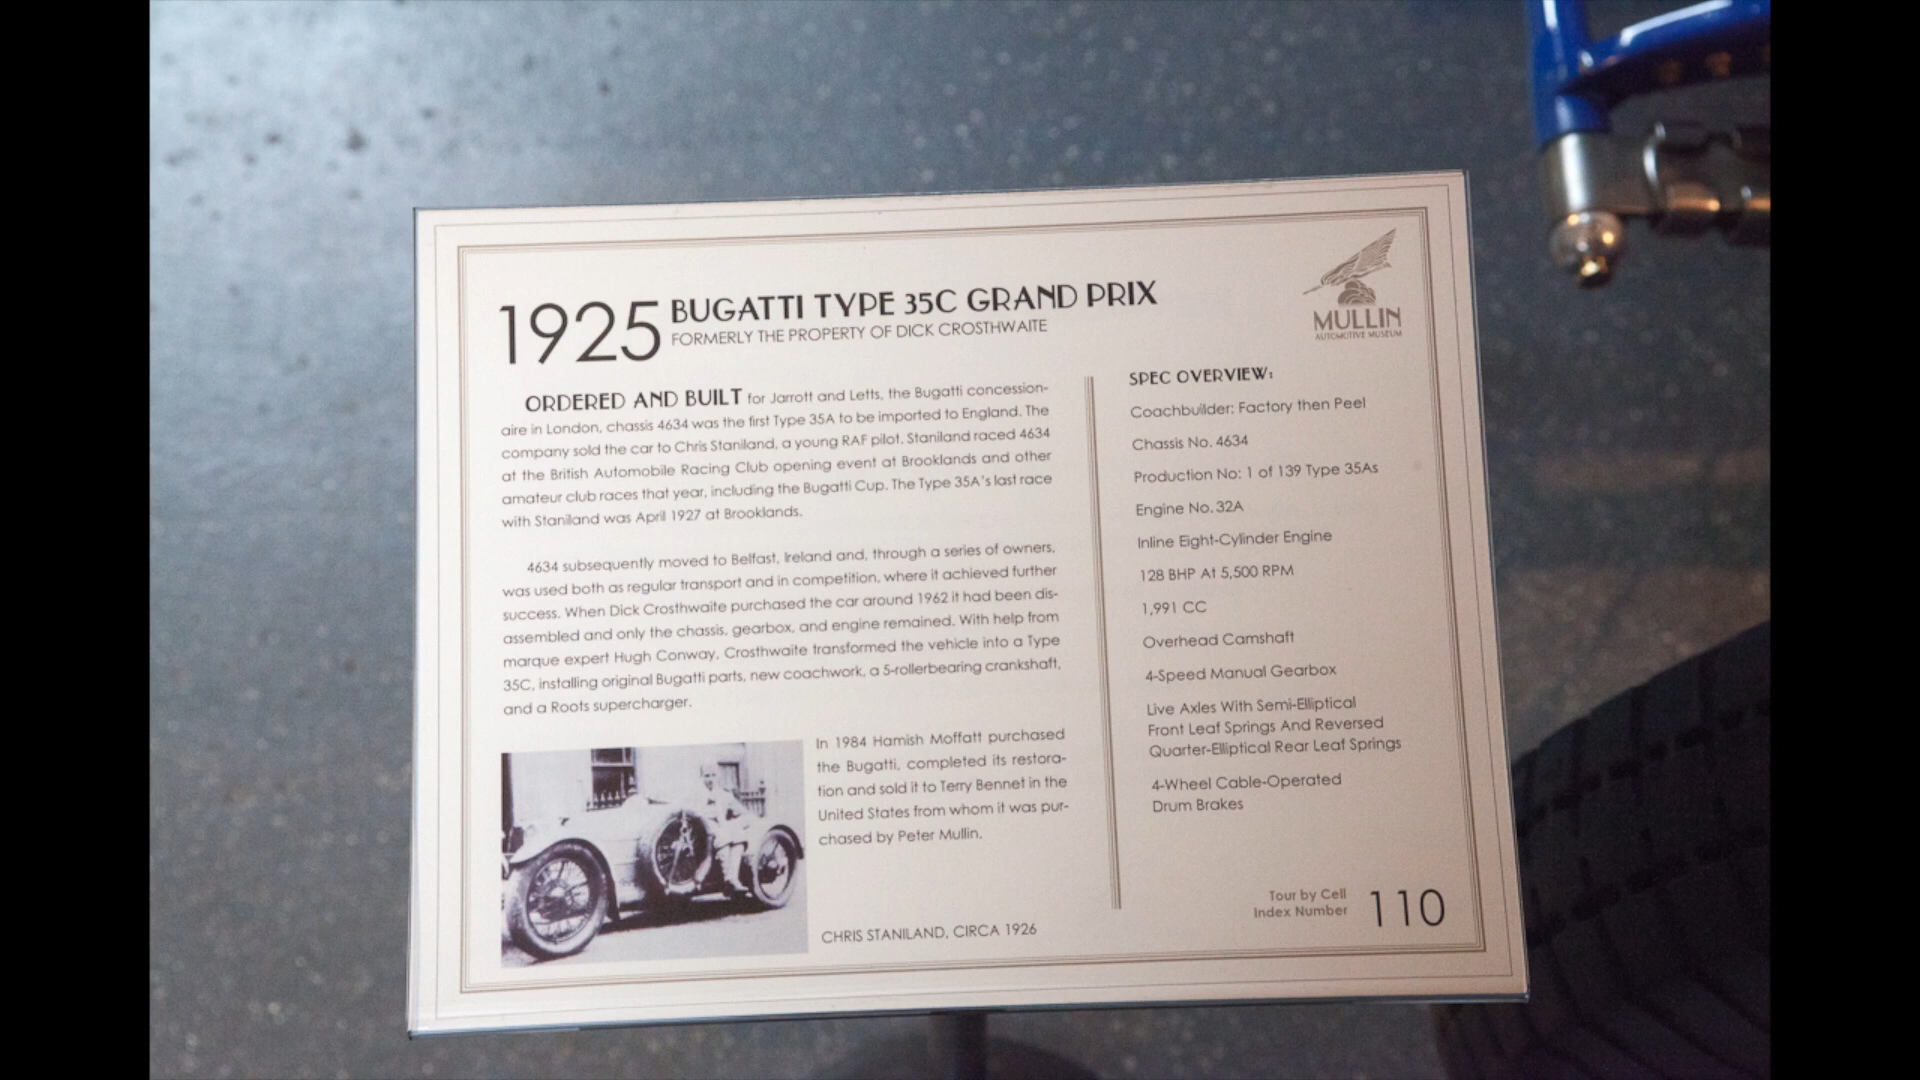 1925 BUGATTI TYPE 35C GRAND PRIX
FORMERLY THE PROPERTY OF DICK CROSTHWAITE
MULLIN
AUTOMOTIVE MUSEUM
ORDERED AND BUILT for Jarrott and Letts, the Bugatti concession-
aire in London, chassis 4634 was the first Type 35A to be imported to England. The
company sold the car to Chris Staniland, a young RAF pilot. Staniland raced 4634
at the British Automobile Racing Club opening event at Brooklands and other
amateur club races that year, including the Bugatti Cup. The Type 35A's last race
with Staniland was April 1927 at Brooklands.
4634 subsequently moved to Belfast, Ireland and, through a series of owners,
was used both as regular transport and in competition, where it achieved further
success. When Dick Crosthwaite purchased the car around 1962 it had been dis-
assembled and only the chassis, gearbox, and engine remained. With help from
marque expert Hugh Conway, Crosthwaite transformed the vehicle into a Type
35C, installing original Bugatti parts, new coachwork, a 5-rollerbearing crankshaft,
and a Roots supercharger.
In 1984 Hamish Moffatt purchased
the Bugatti, completed its restora-
tion and sold it to Terry Bennet in the
United States from whom it was pur-
chased by Peter Mullin.
CHRIS STANILAND, CIRCA 1926
SPEC OVERVIEW:
Coachbuilder: Factory then Peel
Chassis No. 4634
Production No: 1 of 139 Type 35As
Engine No. 32A
Inline Eight-Cylinder Engine
128 BHP At 5,500 RPM
1,991 CC
Overhead Camshaft
4-Speed Manual Gearbox
Live Axles With Semi-Elliptical
Front Leaf Springs And Reversed
Quarter-Elliptical Rear Leaf Springs
4-Wheel Cable-Operated
Drum Brakes
Tour by Cell
Index Number 110